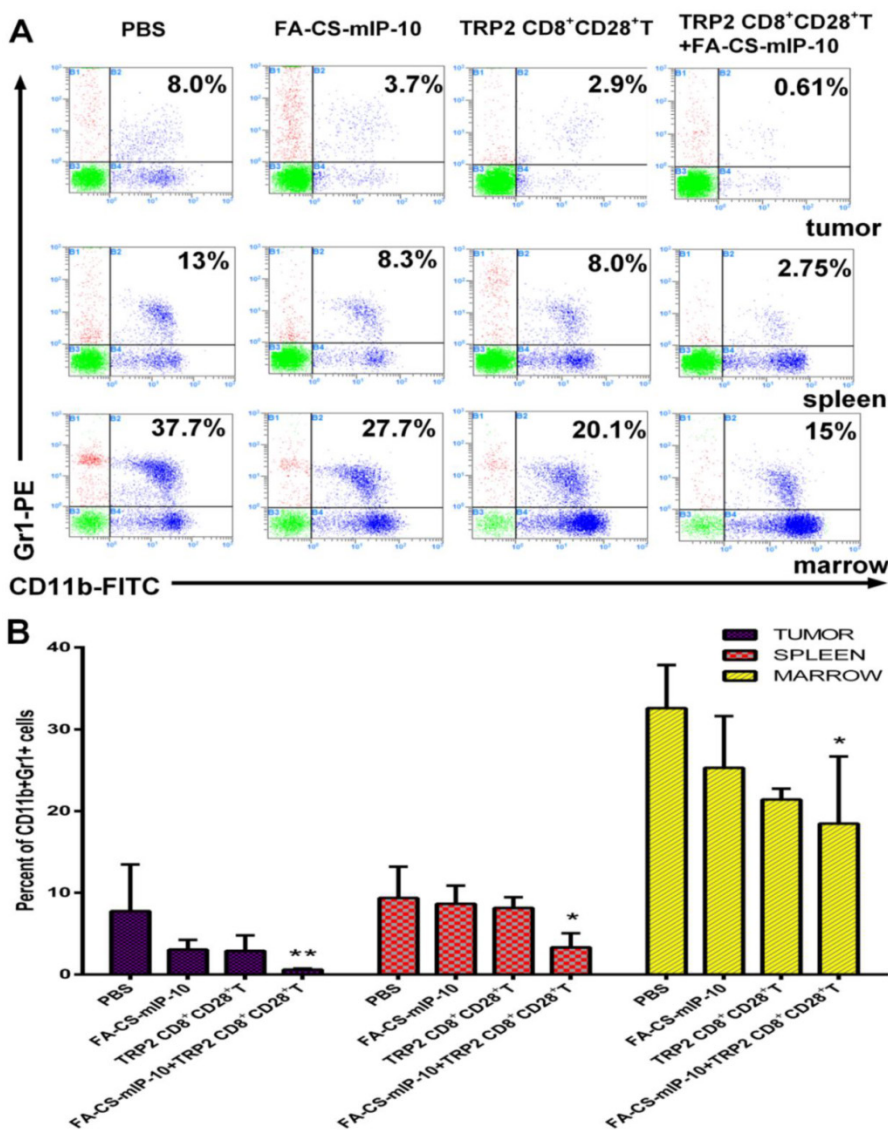 A
PBS
FA-CS-mIP-10
TRP2 CD8⁺CD28⁺T
TRP2 CD8⁺CD28⁺T
+FA-CS-mIP-10
8.0%
3.7%
2.9%
0.61%
tumor
13%
8.3%
8.0%
2.75%
spleen
37.7%
27.7%
20.1%
15%
marrow
Gr1-PE
CD11b-FITC
B
TUMOR
SPLEEN
MARROW
Percent of CD11b+Gr1+ cells
40
30
20
10
0
**
*
*
PBS
FA-CS-mIP-10
TRP2 CD8⁺CD28⁺T
FA-CS-mIP-10+TRP2 CD8⁺CD28⁺T
PBS
FA-CS-mIP-10
TRP2 CD8⁺CD28⁺T
FA-CS-mIP-10+TRP2 CD8⁺CD28⁺T
PBS
FA-CS-mIP-10
TRP2 CD8⁺CD28⁺T
FA-CS-mIP-10+TRP2 CD8⁺CD28⁺T